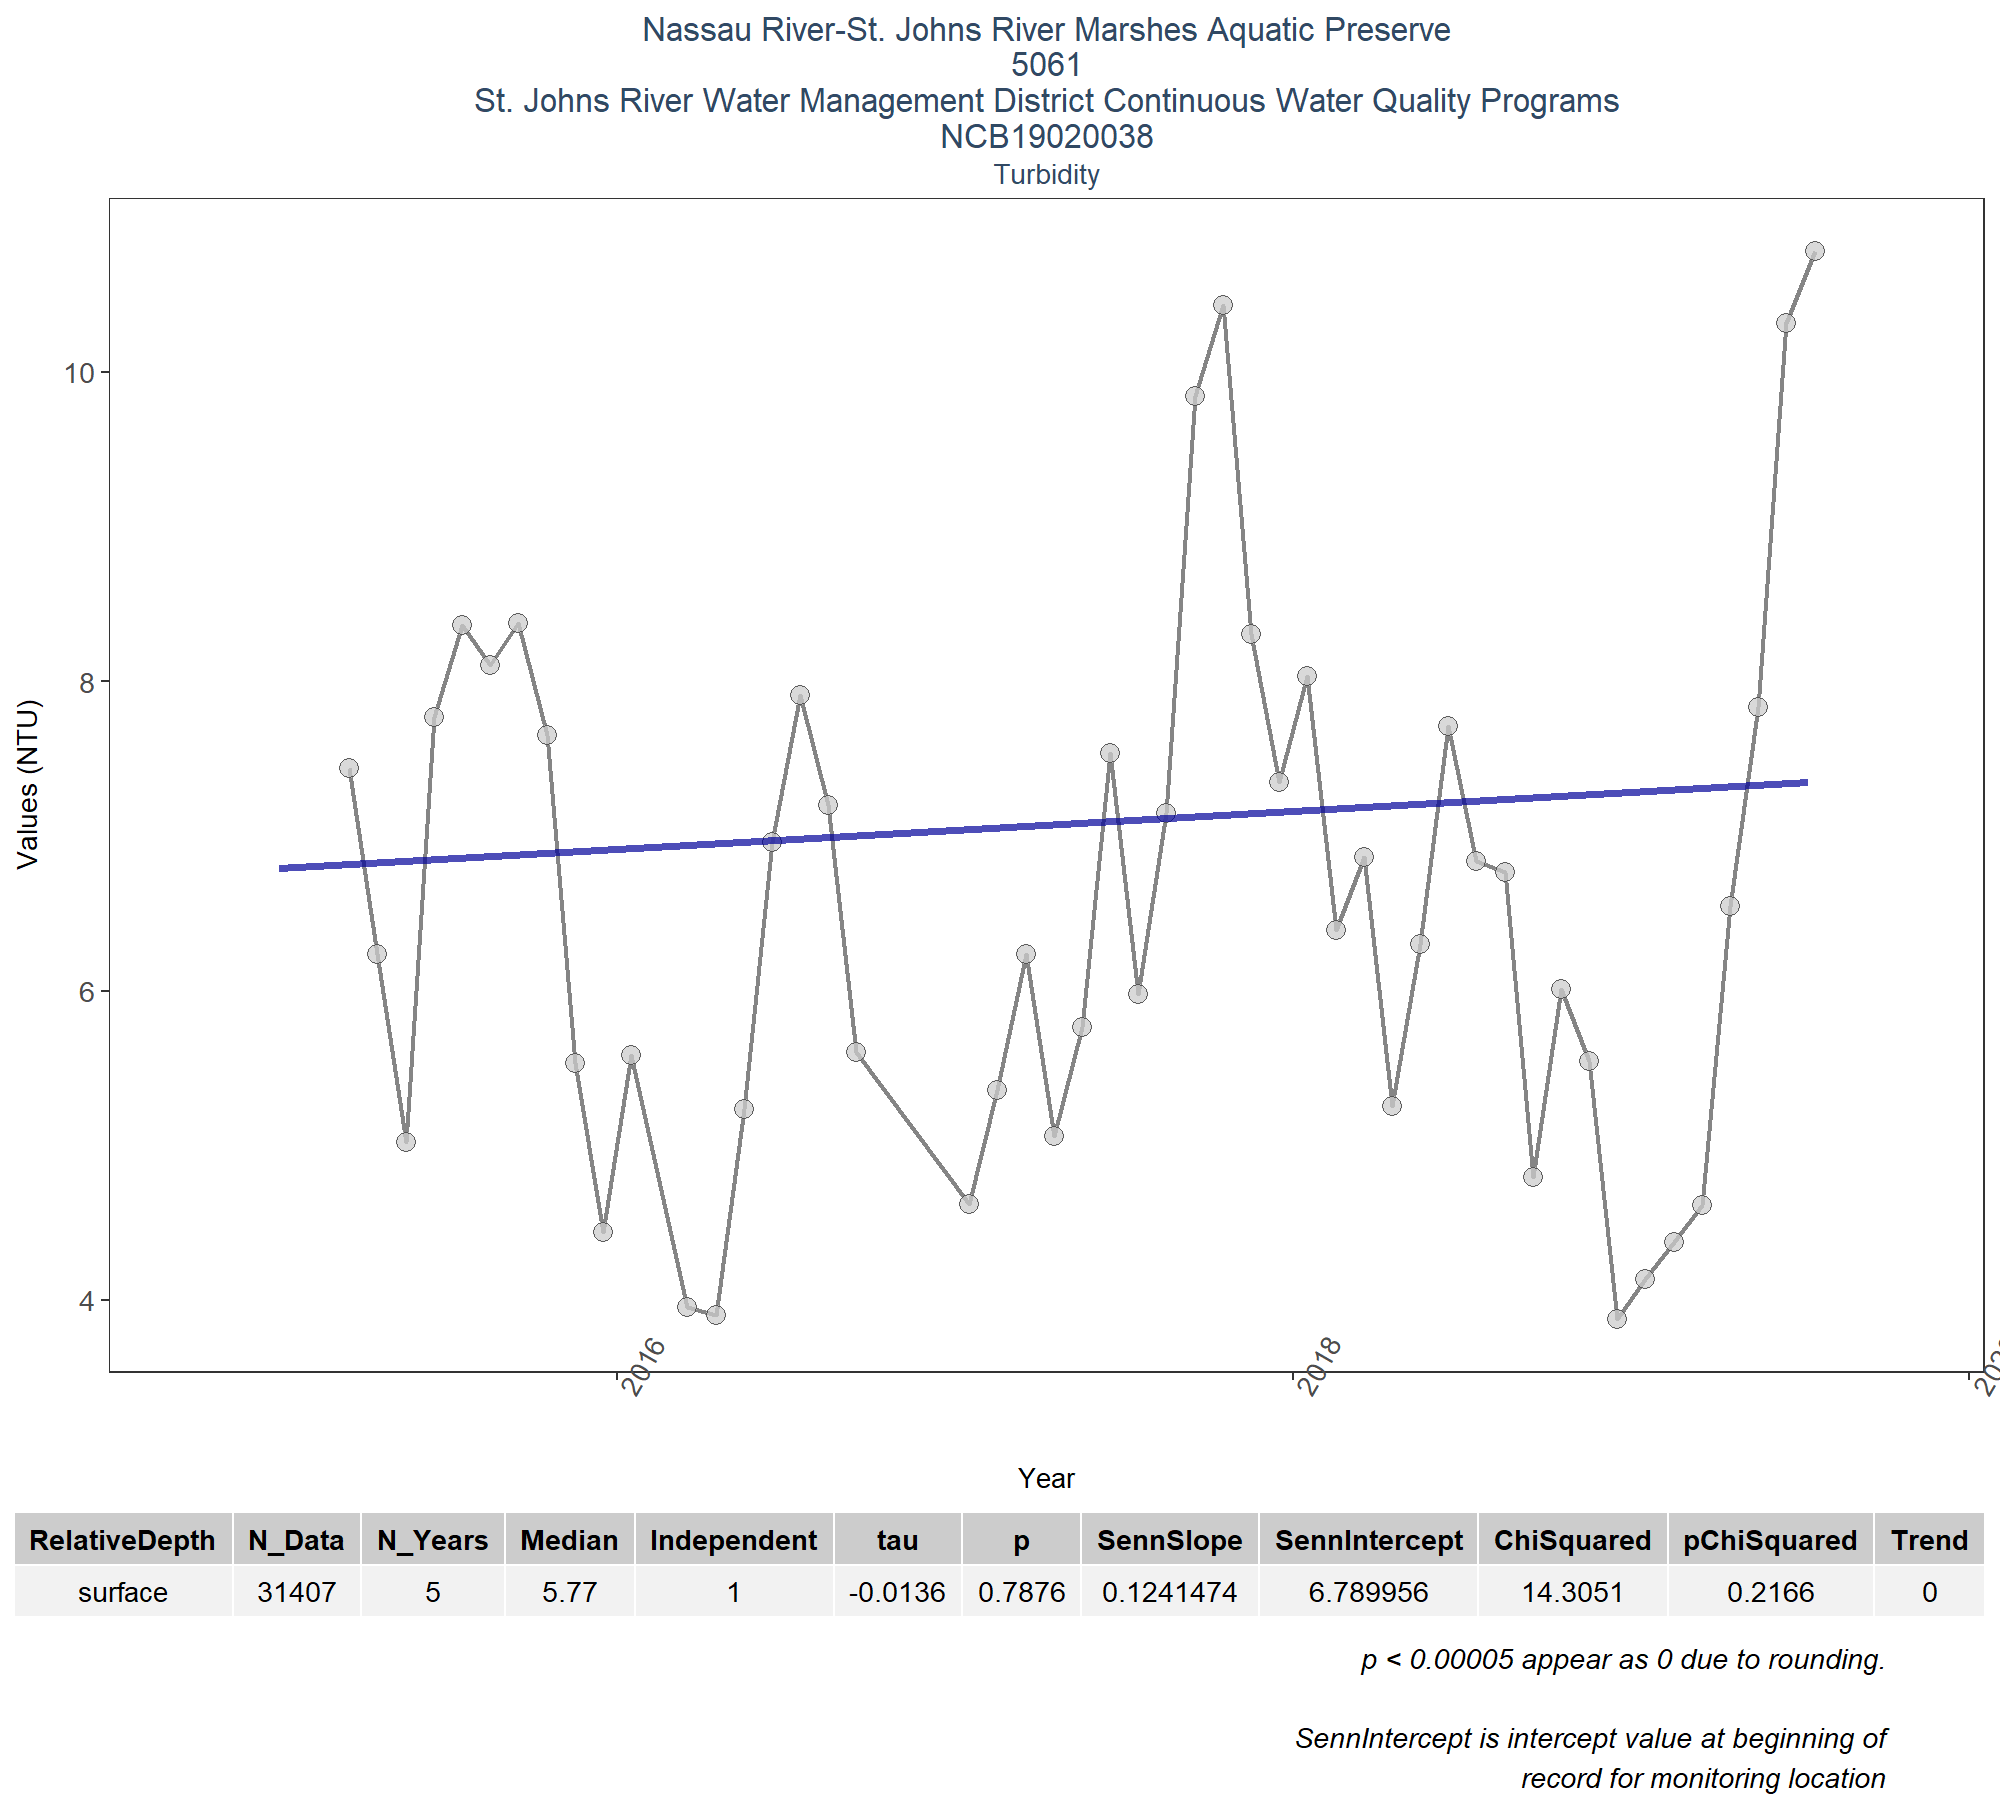 Nassau River-St. Johns River Marshes Aquatic Preserve
5061
St. Johns River Water Management District Continuous Water Quality Programs
NCB19020038
Turbidity
Values (NTU)
10
8
6
4
2016
2018
Year
RelativeDepth N_Data N_Years Median Independent tau p SennSlope SennIntercept ChiSquared pChiSquared Trend
surface 31407 5 5.77 1 -0.0136 0.7876 0.1241474 6.789956 14.3051 0.2166 0
p < 0.00005 appear as 0 due to rounding.
SennIntercept is intercept value at beginning of
record for monitoring location